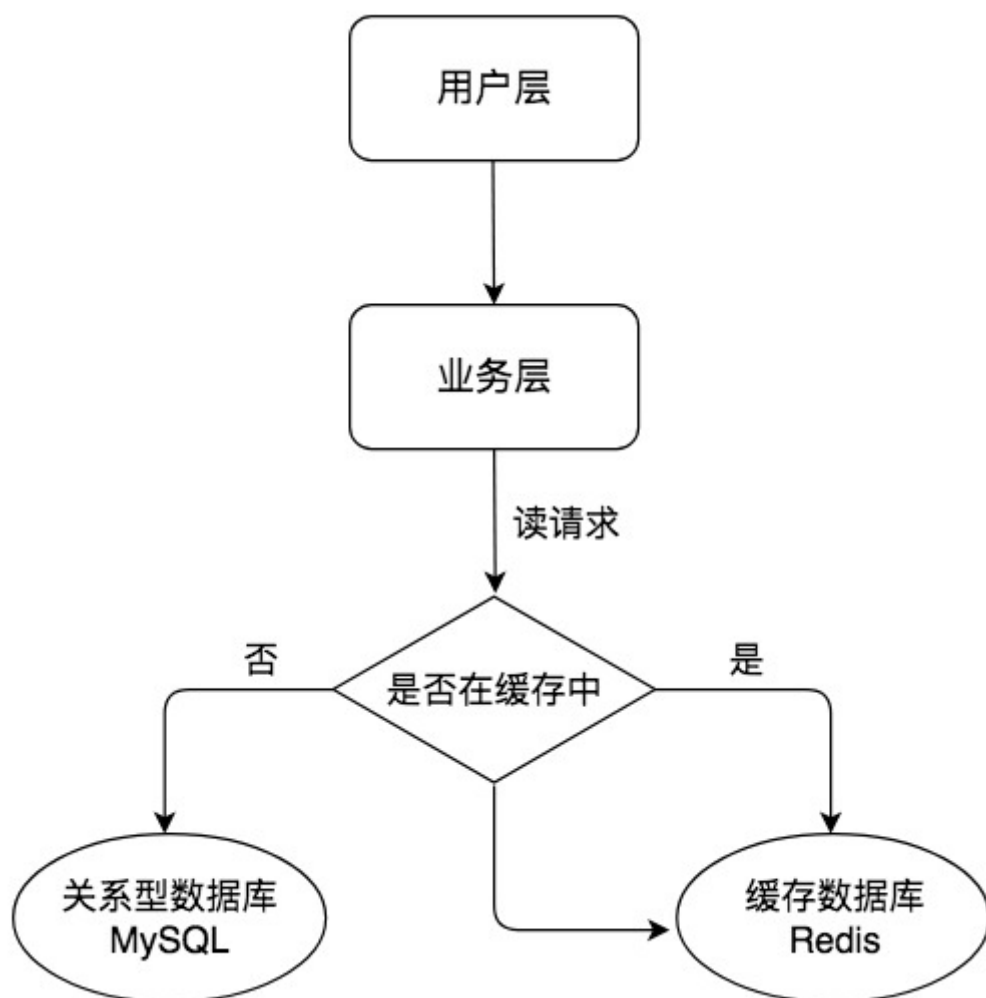 用户层
业务层
读请求
否
是
是否在缓存中
关系型数据库
MySQL
缓存数据库
Redis